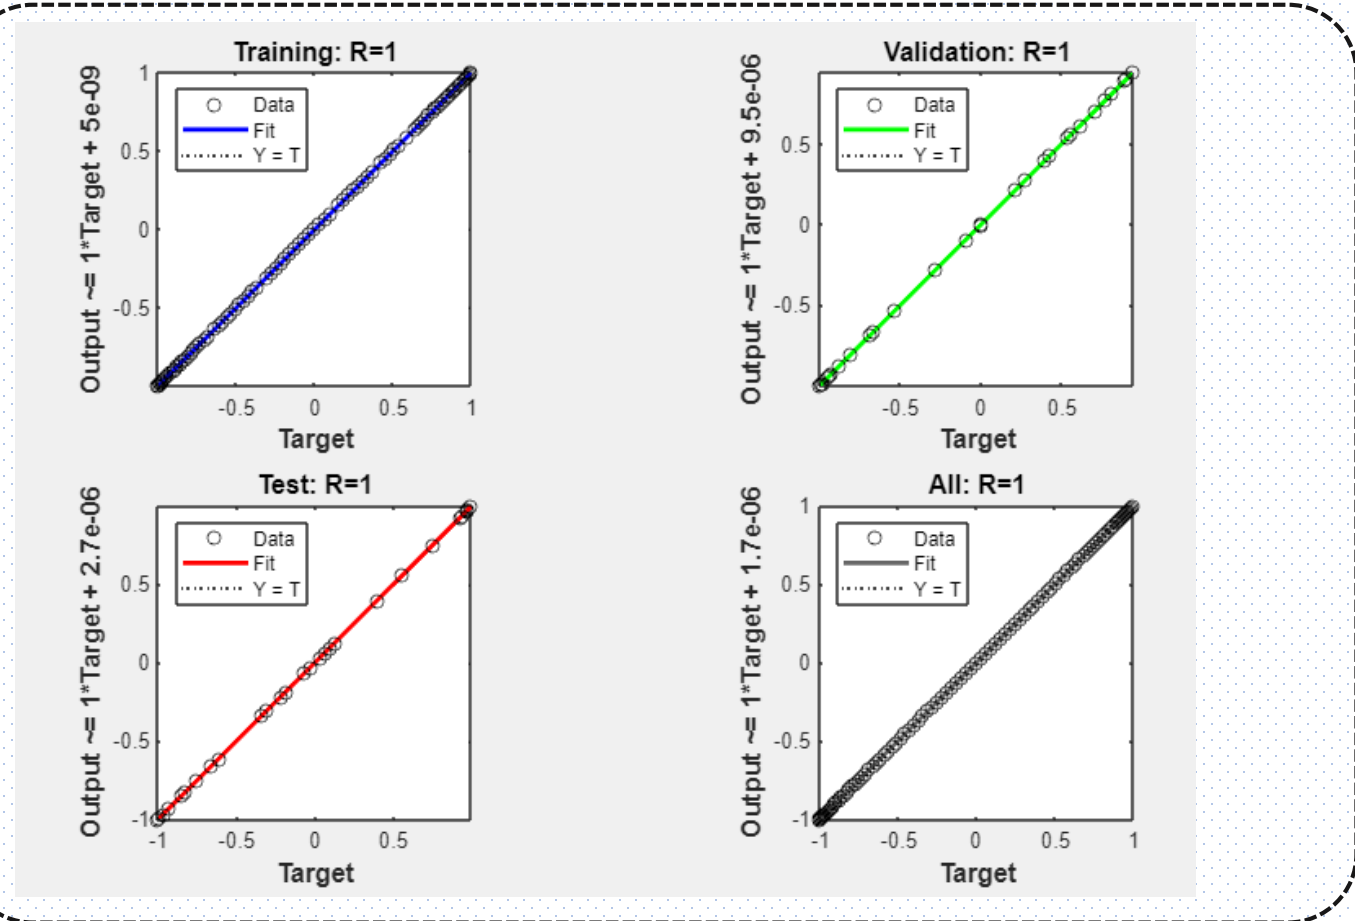 Training: R=1
Output ~= 1*Target + 5e-09
1
0.5
0
-0.5
Data
Fit
Y = T
-0.5
0
0.5
1
Target
Validation: R=1
Output ~= 1*Target + 9.5e-06
0.5
0
-0.5
Data
Fit
Y = T
-0.5
0
0.5
Target
Test: R=1
Output ~= 1*Target + 2.7e-06
0.5
0
-0.5
-1
Data
Fit
Y = T
-1
-0.5
0
0.5
Target
All: R=1
Output ~= 1*Target + 1.7e-06
1
0.5
0
-0.5
-1
Data
Fit
Y = T
-1
-0.5
0
0.5
1
Target